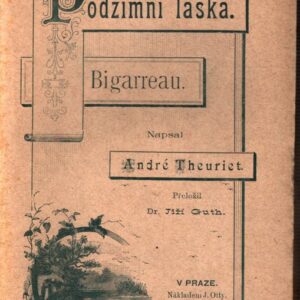 Podzimní láska.
Bigarreau.
Napsal
André Theuriet.
Přeložil
Dr. Jiří Guth.
V PRAZE.
Nákladem J. Otty,